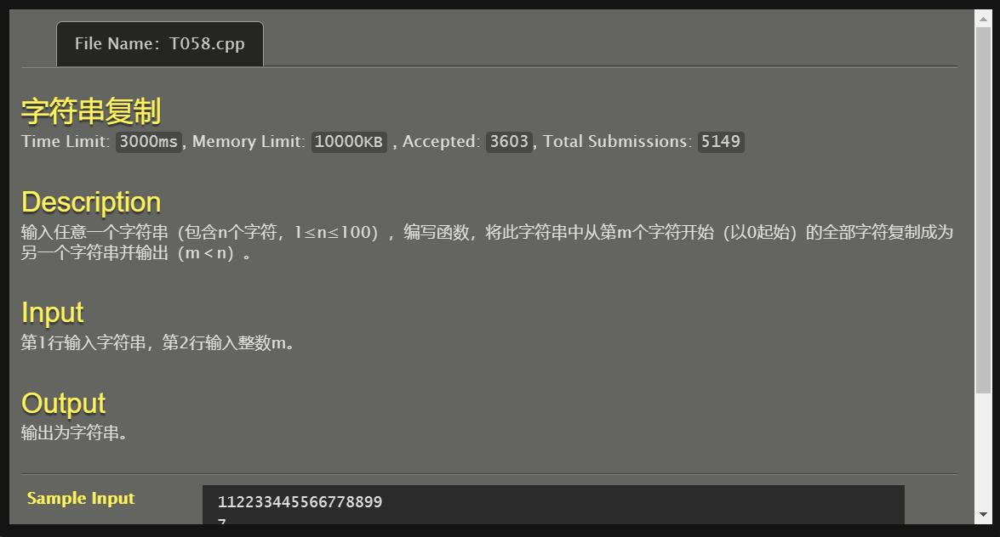 File Name：T058.cpp
字符串复制
Time Limit: 3000ms, Memory Limit: 10000KB , Accepted: 3603, Total Submissions: 5149
Description
输入任意一个字符串（包含n个字符，1≤n≤100），编写函数，将此字符串中从第m个字符开始（以0起始）的全部字符复制成为
另一个字符串并输出（m＜n）。
Input
第1行输入字符串，第2行输入整数m。
Output
输出为字符串。
Sample Input
112233445566778899